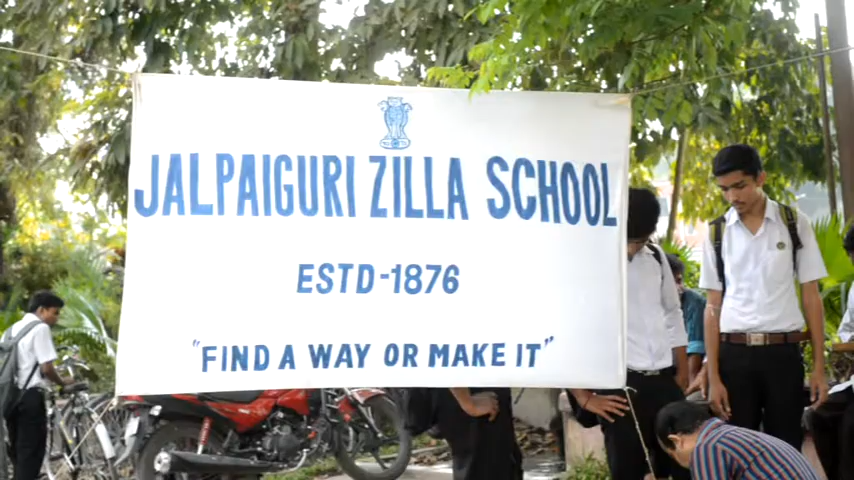 JALPAIGURI ZILLA SCHOOL
ESTD-1876
"FIND A WAY OR MAKE IT"